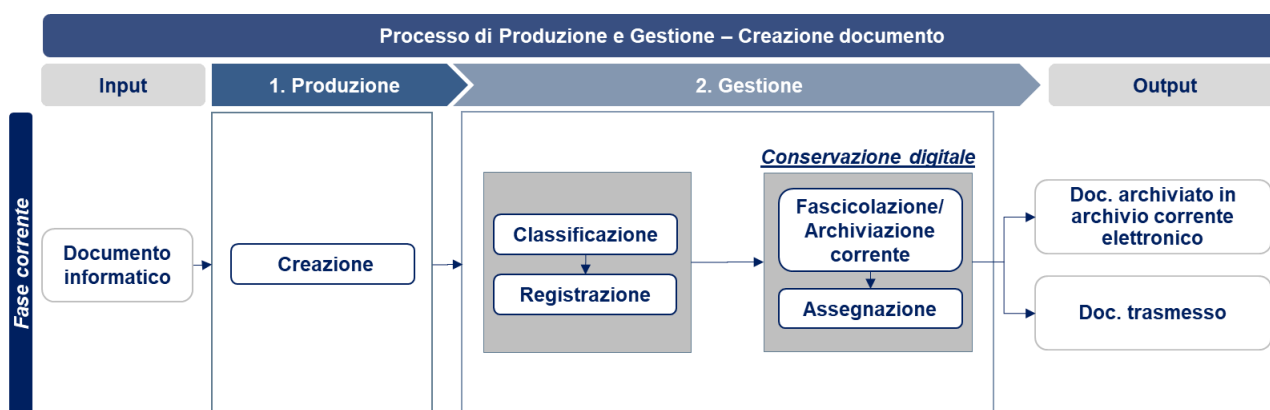 Processo di Produzione e Gestione – Creazione documento
Input
1. Produzione
2. Gestione
Output
Fase corrente
Documento
informatico
Creazione
Classificazione
Registrazione
Conservazione digitale
Fascicolazione/
Archiviazione
corrente
Assegnazione
Doc. archiviato in
archivio corrente
elettronico
Doc. trasmesso